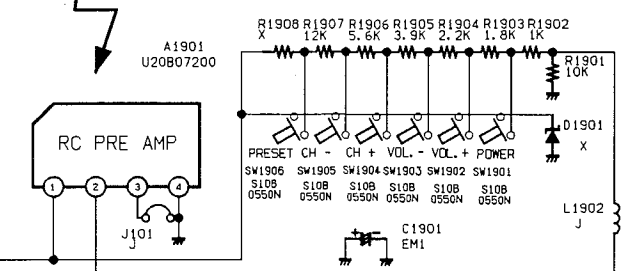 R1908 R1907 R1906 R1905 R1904 R1903 R1902
X 12K 5.6K 3.9K 2.2K 1.8K 1K
A1901
U20B07200
R1901
10K
RC PRE AMP
D1901
X
PRESET CH - CH + VOL.- VOL.+ POWER
SW1906 SW1905 SW1904 SW1903 SW1902 SW1901
S10B S10B S10B S10B S10B S10B
0550N 0550N 0550N 0550N 0550N 0550N
1 2 3 4
J101
J
C1901
EM1
L1902
J